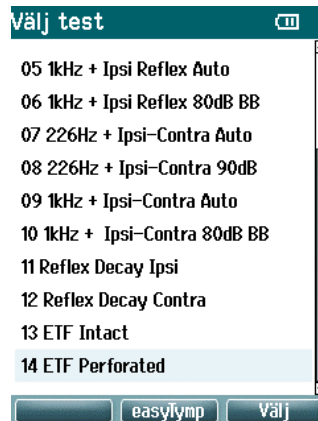 Välj test
05 1kHz + Ipsi Reflex Auto
06 1kHz + Ipsi Reflex 80dB BB
07 226Hz + Ipsi-Contra Auto
08 226Hz + Ipsi-Contra 90dB
09 1kHz + Ipsi-Contra Auto
10 1kHz + Ipsi-Contra 80dB BB
11 Reflex Decay Ipsi
12 Reflex Decay Contra
13 ETF Intact
14 ETF Perforated
easyTymp Välj